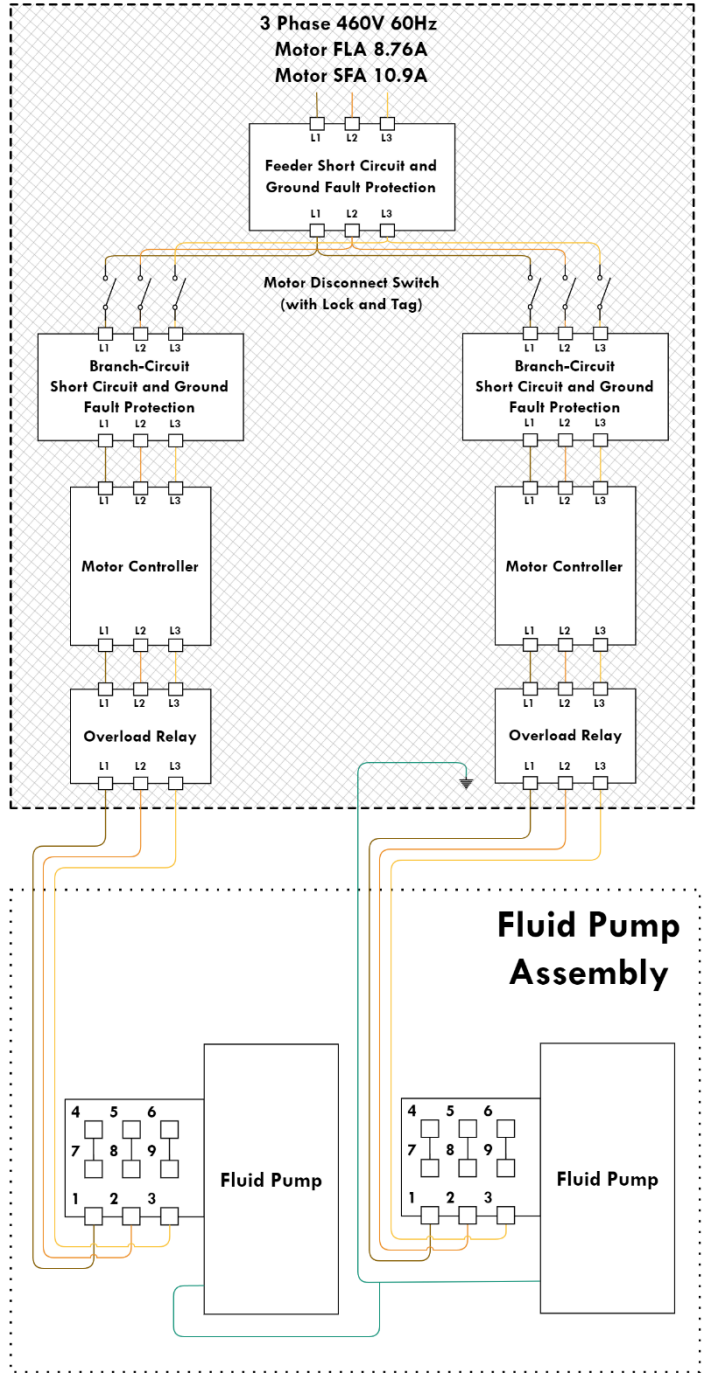 3 Phase 460V 60Hz
Motor FLA 8.76A
Motor SFA 10.9A
L1 L2 L3
Feeder Short Circuit and
Ground Fault Protection
L1 L2 L3
Motor Disconnect Switch
(with Lock and Tag)
L1 L2 L3
Branch-Circuit
Short Circuit and Ground
Fault Protection
L1 L2 L3
L1 L2 L3
Motor Controller
L1 L2 L3
L1 L2 L3
Overload Relay
L1 L2 L3
L1 L2 L3
Branch-Circuit
Short Circuit and Ground
Fault Protection
L1 L2 L3
L1 L2 L3
Motor Controller
L1 L2 L3
L1 L2 L3
Overload Relay
L1 L2 L3
Fluid Pump
Assembly
4 5 6
7 8 9
1 2 3
Fluid Pump
4 5 6
7 8 9
1 2 3
Fluid Pump